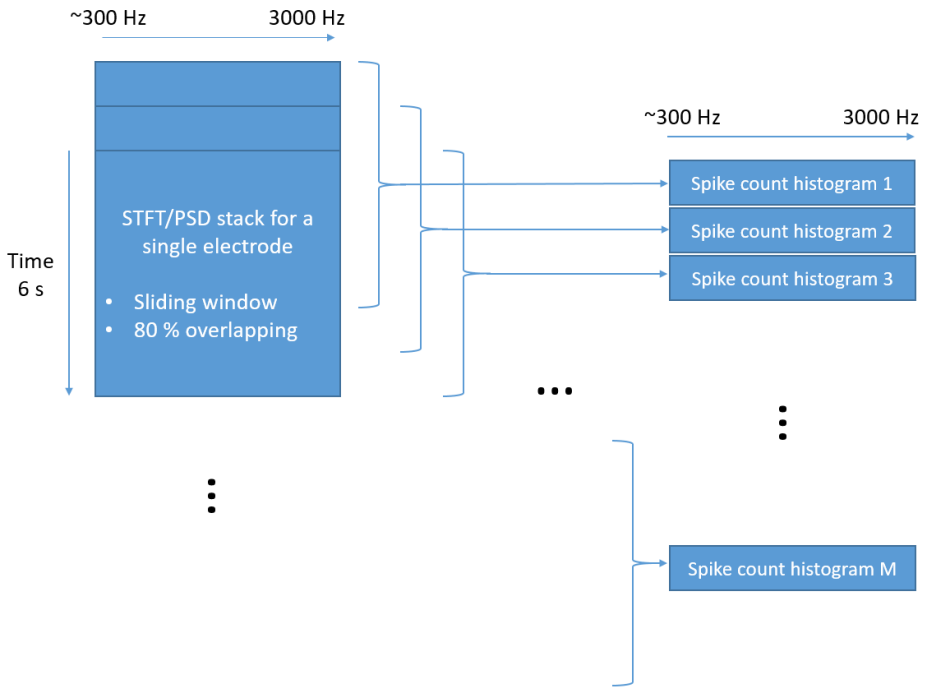 ~300 Hz 3000 Hz
~300 Hz 3000 Hz
Spike count histogram 1
STFT/PSD stack for a
single electrode
Spike count histogram 2
Time
6 s
Spike count histogram 3
• Sliding window
• 80 % overlapping
...
Spike count histogram M